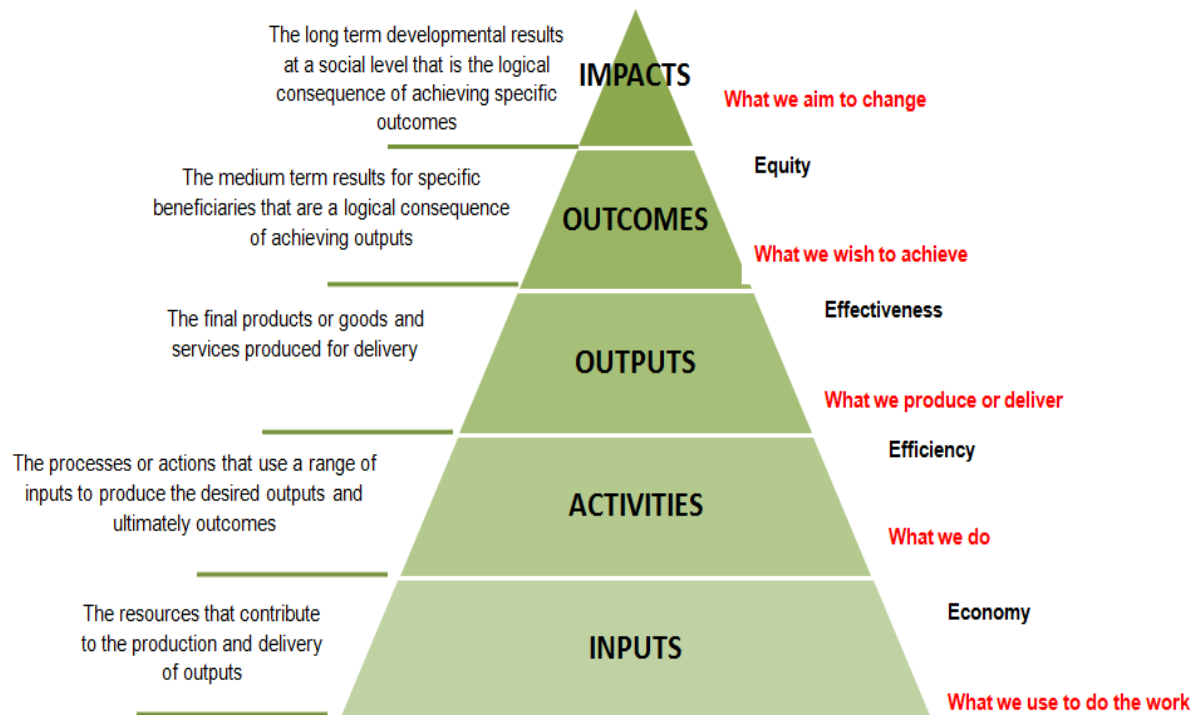 The long term developmental results
at a social level that is the logical
consequence of achieving specific
outcomes
IMPACTS
What we aim to change
The medium term results for specific
beneficiaries that are a logical consequence
of achieving outputs
OUTCOMES
Equity
What we wish to achieve
The final products or goods and
services produced for delivery
OUTPUTS
Effectiveness
What we produce or deliver
The processes or actions that use a range of
inputs to produce the desired outputs and
ultimately outcomes
ACTIVITIES
Efficiency
What we do
The resources that contribute
to the production and delivery
of outputs
INPUTS
Economy
What we use to do the work